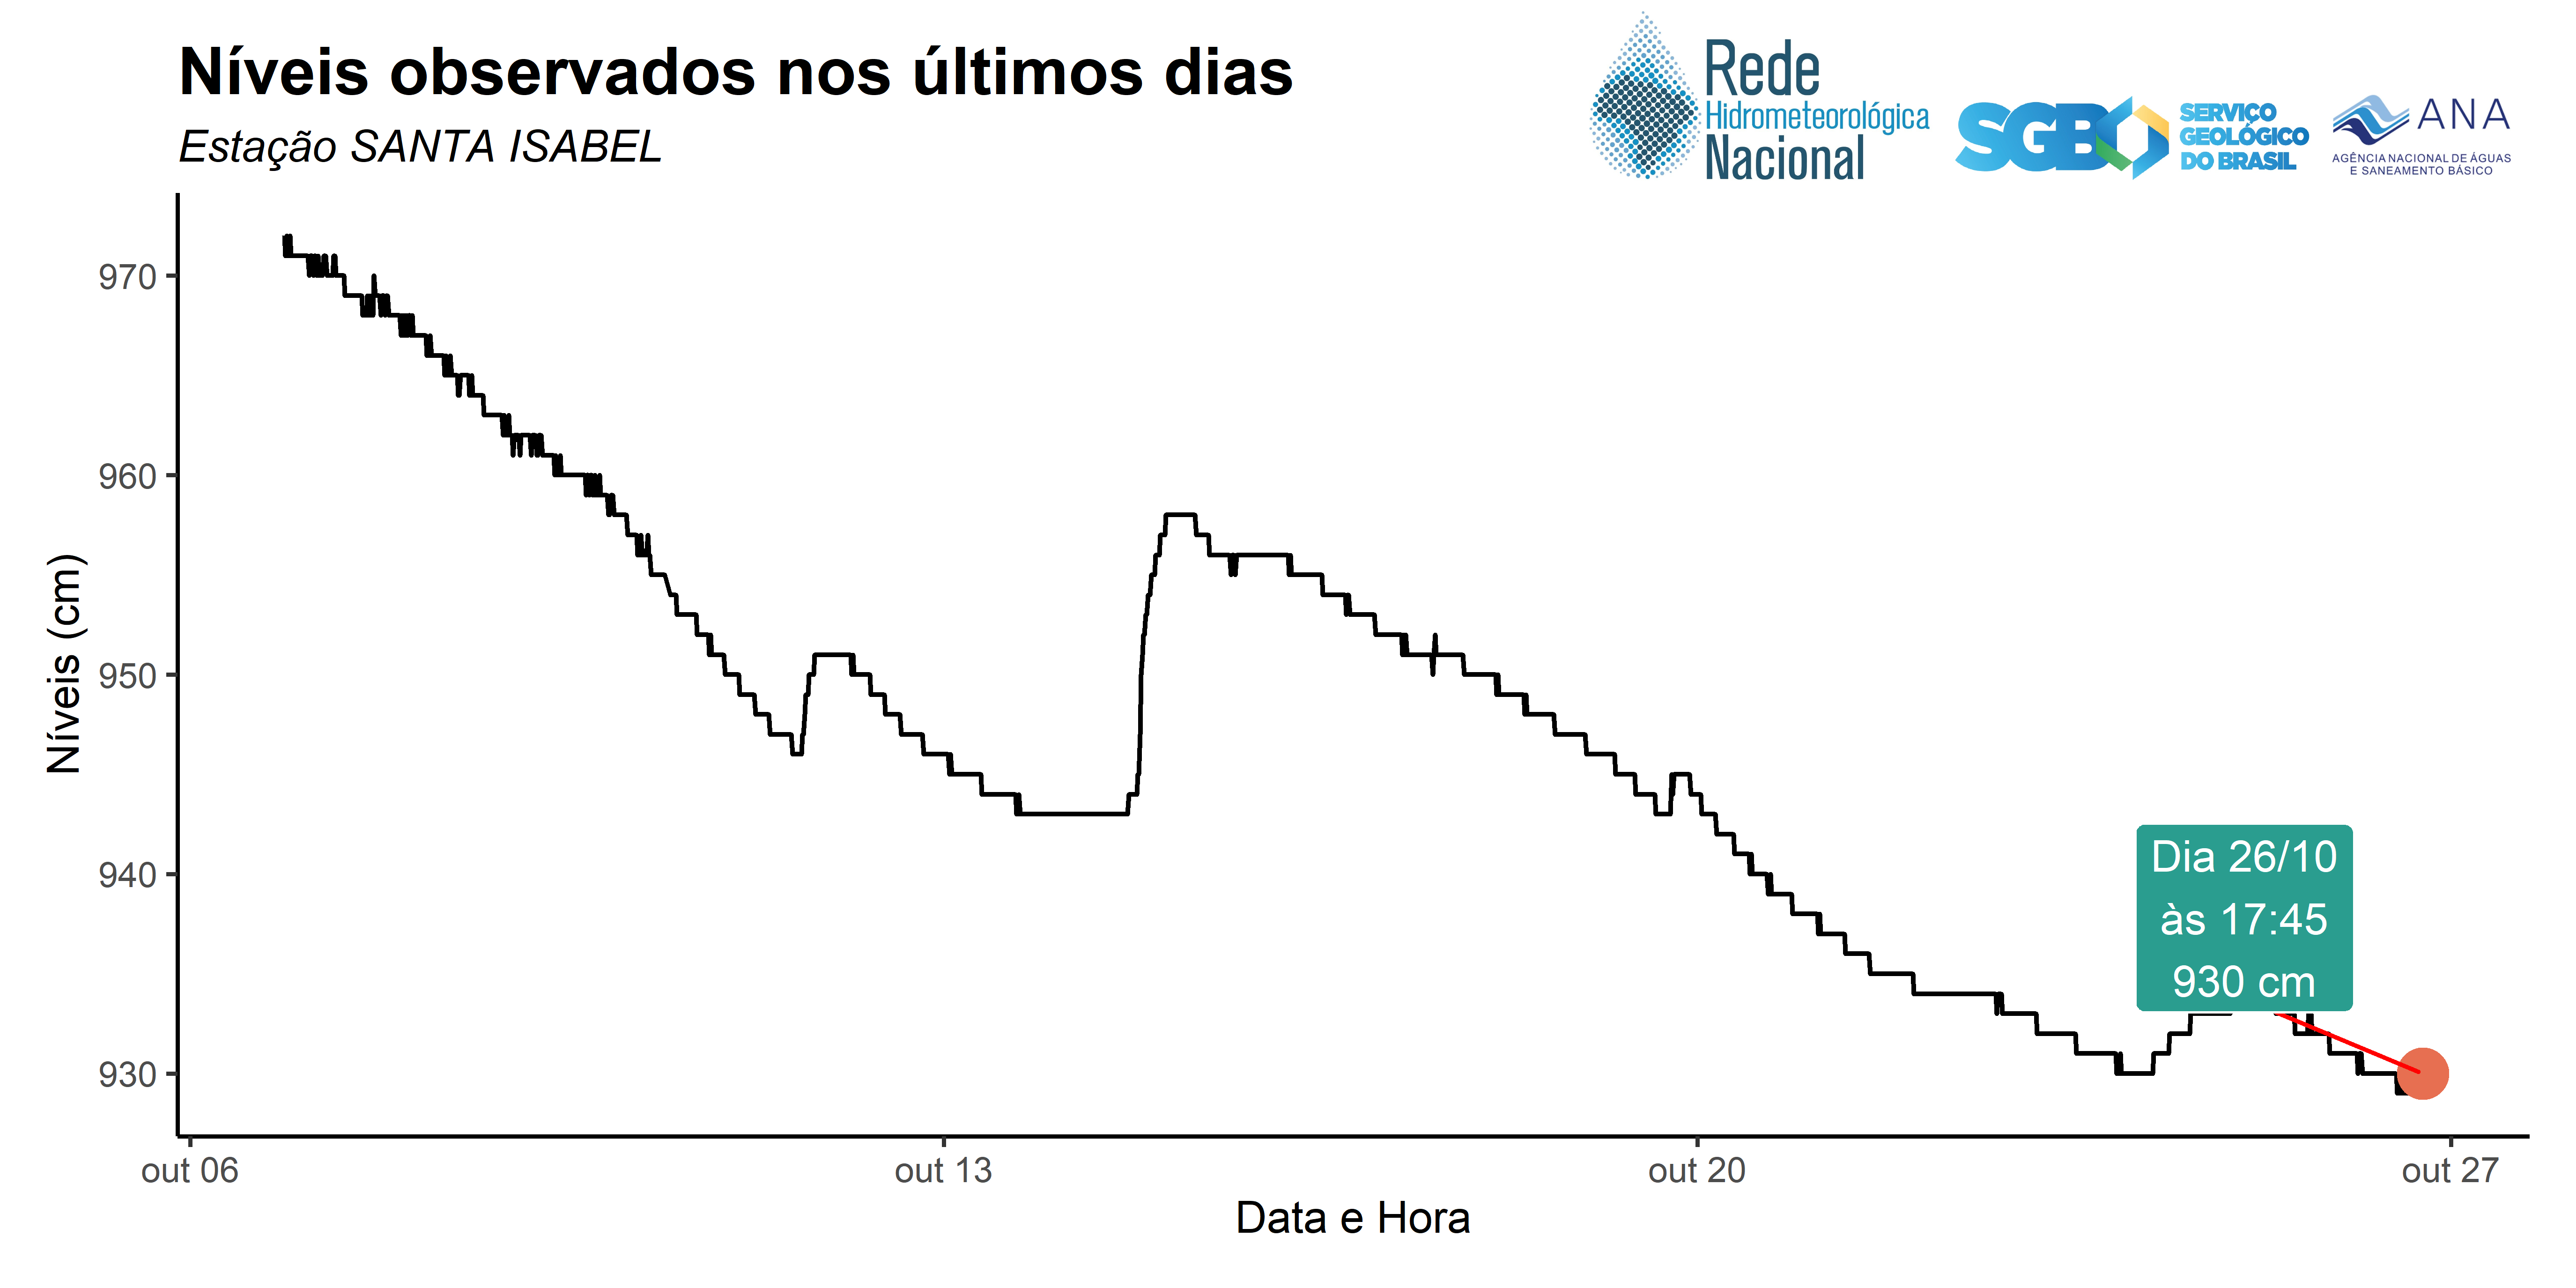 Níveis observados nos últimos dias
Estação SANTA ISABEL
Rede
Hidrometeorológica
Nacional
SGB
SERVIÇO
GEOLÓGICO
DO BRASIL
ANA
AGÊNCIA NACIONAL DE ÁGUAS
E SANEAMENTO BÁSICO
Níveis (cm)
970
960
950
940
930
Dia 26/10
às 17:45
930 cm
out 06
out 13
out 20
out 27
Data e Hora